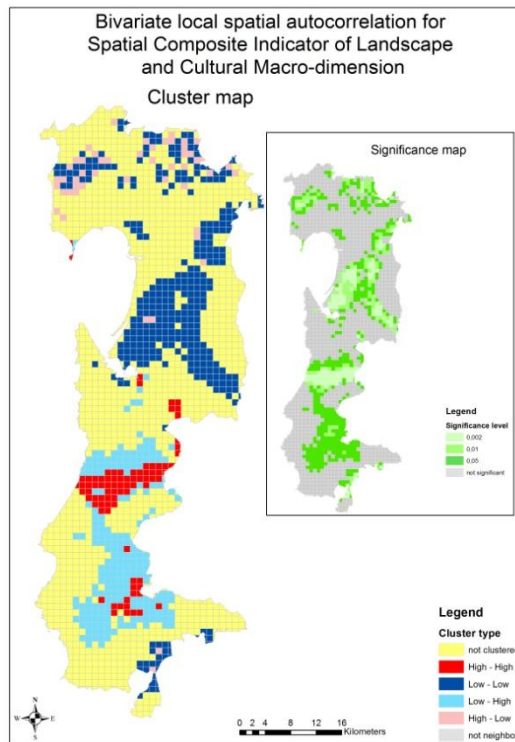 Bivariate local spatial autocorrelation for
Spatial Composite Indicator of Landscape
and Cultural Macro-dimension
Cluster map
Significance map
Legend
Significance level
0,002
0,01
0,05
not significant
Legend
Cluster type
not clustere
High - High
Low - Low
Low - High
High - Low
not neighbo
N
W E
S
0 2 4 8 12 16
Kilometers